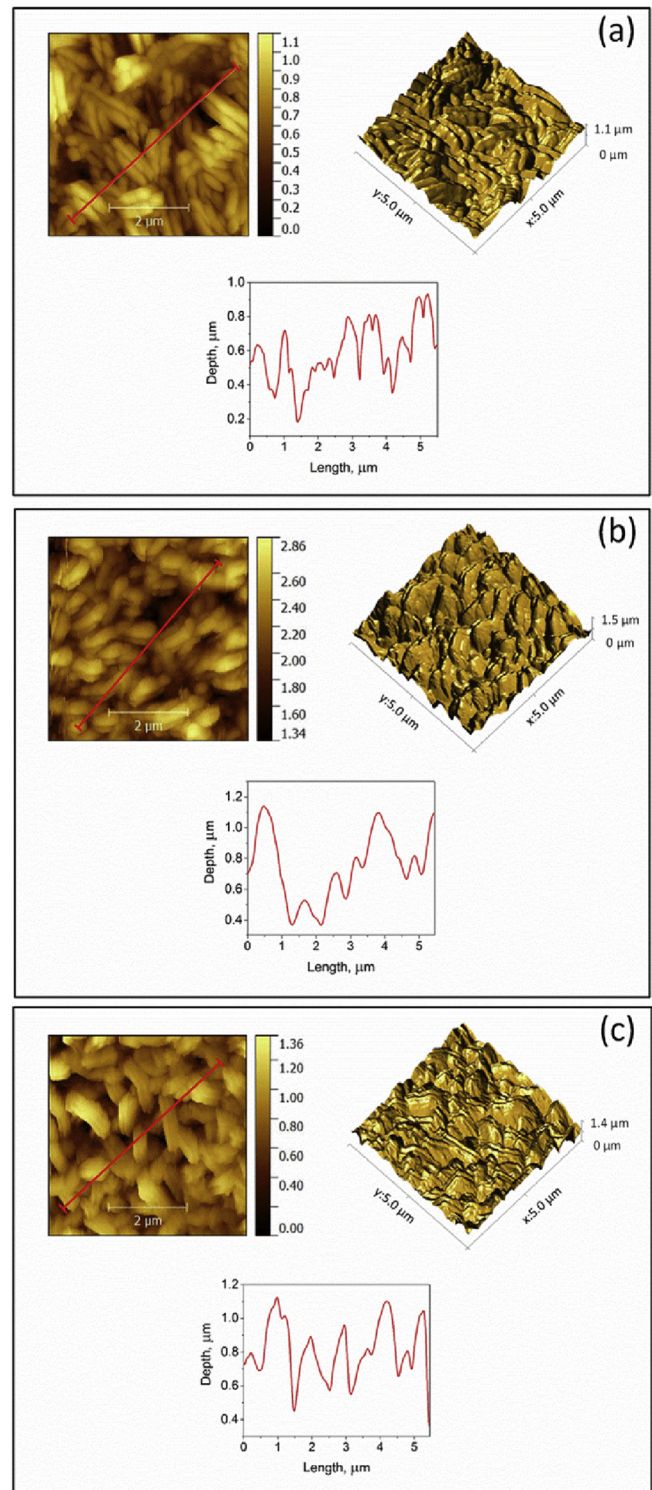 (a)
1.1
1.0
0.9
0.8
0.7
0.6
0.5
0.4
0.3
0.2
0.0
2 µm
1.1 µm
0 µm
y:5.0 µm
x:5.0 µm
1.0
0.8
0.6
0.4
0.2
Depth, µm
0 1 2 3 4 5
Length, µm
(b)
2.86
2.60
2.40
2.20
2.00
1.80
1.60
1.34
2 µm
1.5 µm
0 µm
y:5.0 µm
x:5.0 µm
1.2
1.0
0.8
0.6
0.4
Depth, µm
0 1 2 3 4 5
Length, µm
(c)
1.36
1.20
1.00
0.80
0.60
0.40
0.00
2 µm
1.4 µm
0 µm
y:5.0 µm
x:5.0 µm
1.2
1.0
0.8
0.6
0.4
Depth, µm
0 1 2 3 4 5
Length, µm